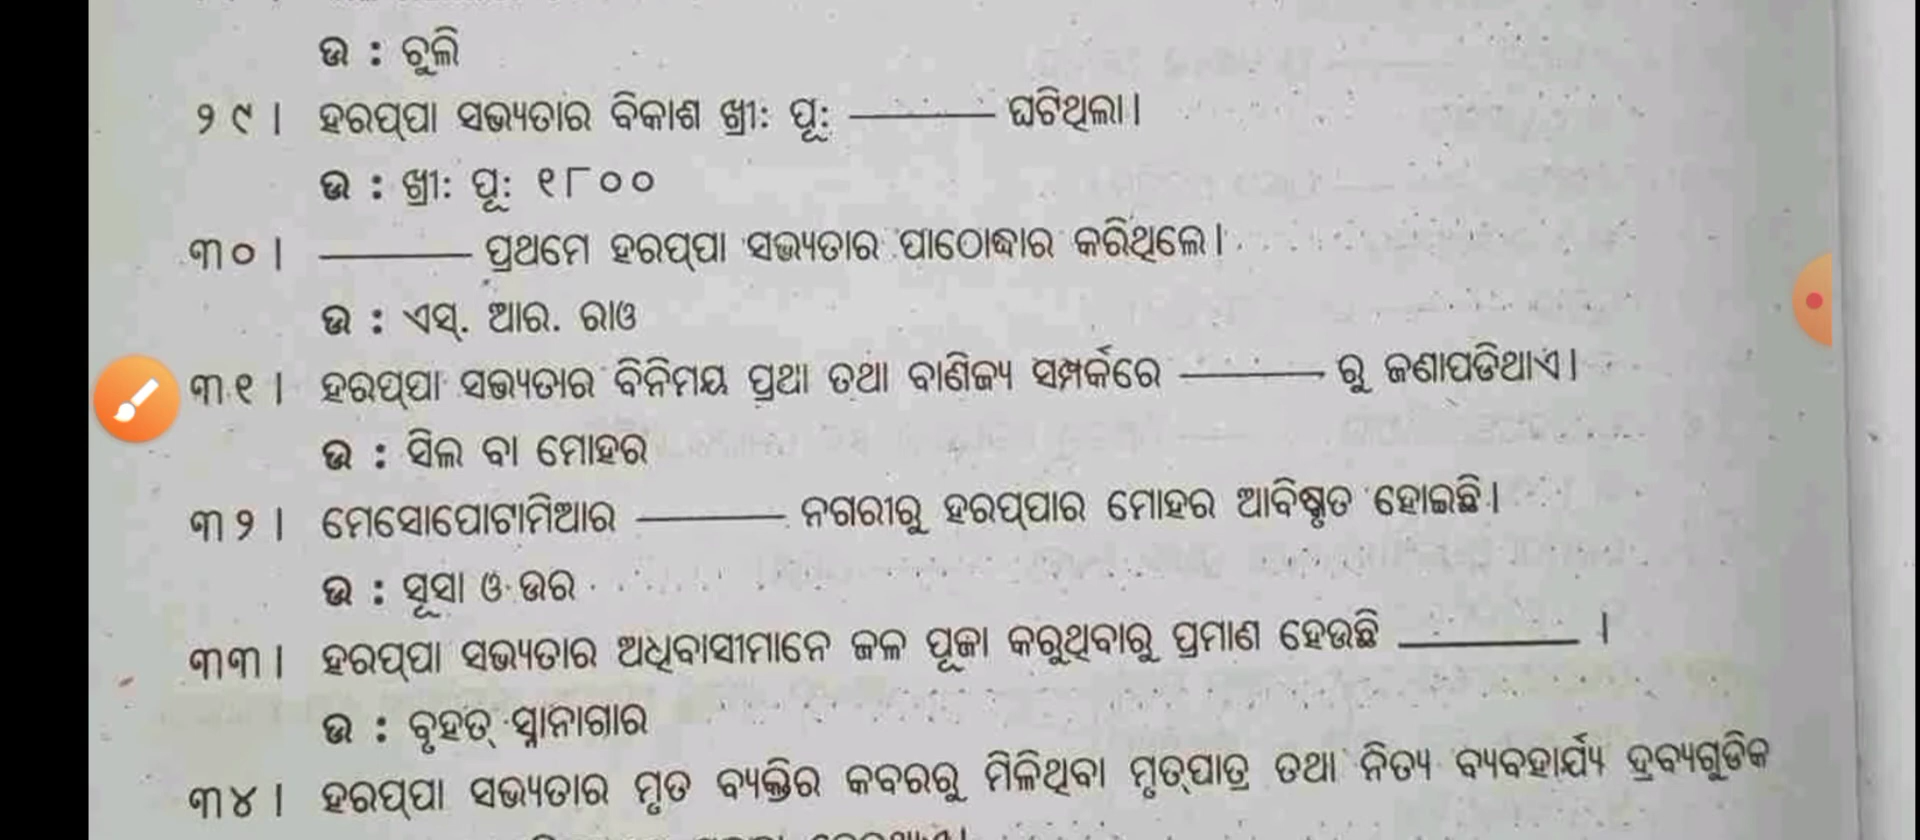 ଉ : ଚୁଲି
୨୯। ହରପ୍ପା ସଭ୍ୟତାର ବିକାଶ ଖ୍ରୀ: ପୂ: ——— ଘଟିଥିଲା।
ଉ : ଖ୍ରୀ: ପୂ: ୧୮୦୦
୩୦। ——— ପ୍ରଥମେ ହରପ୍ପା ସଭ୍ୟତାର ପାଠୋଦ୍ଧାର କରିଥିଲେ।
ଉ : ଏସ୍. ଆର. ରାଓ
୩୧। ହରପ୍ପା ସଭ୍ୟତାର ବିନିମୟ ପ୍ରଥା ତଥା ବାଣିଜ୍ୟ ସମ୍ପର୍କରେ ——— ରୁ ଜଣାପଡିଥାଏ।
ଉ : ସିଲ ବା ମୋହର
୩୨। ମେସୋପୋଟାମିଆର ——— ନଗରୀରୁ ହରପ୍ପାର ମୋହର ଆବିଷ୍କୃତ ହୋଇଛି।
ଉ : ସୂସା ଓ ଉର
୩୩। ହରପ୍ପା ସଭ୍ୟତାର ଅଧିବାସୀମାନେ ଜଳ ପୂଜା କରୁଥିବାରୁ ପ୍ରମାଣ ହେଉଛି ——— ।
ଉ : ବୃହତ୍ ସ୍ନାନାଗାର
୩୪। ହରପ୍ପା ସଭ୍ୟତାର ମୃତ ବ୍ୟକ୍ତିର କବରରୁ ମିଳିଥିବା ମୃତ୍ପାତ୍ର ତଥା ନିତ୍ୟ ବ୍ୟବହାର୍ଯ୍ୟ ଦ୍ରବ୍ୟଗୁଡିକ